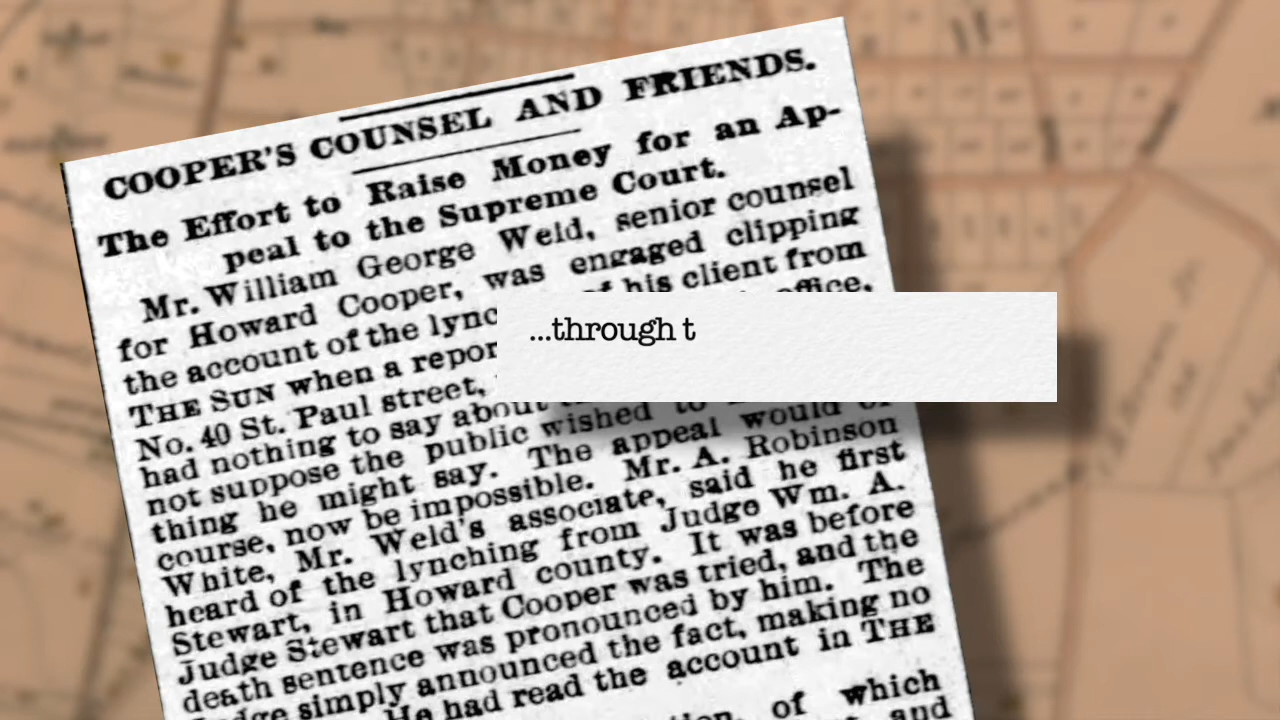 COOPER'S COUNSEL AND FRIENDS.
The Effort to Raise Money for an Ap-
peal to the Supreme Court.
Mr. William George Weld, senior counsel
for Howard Cooper, was engaged clipping
the account of the lync of his client from
THE SUN when a repor office,
No. 40 St. Paul street,
had nothing to say about
not suppose the public wished to
thing he might say. The appeal would of
course, now be impossible. Mr. A. Robinson
White, Mr. Weld's associate, said he first
heard of the lynching from Judge Wm. A.
Stewart, in Howard county. It was before
Judge Stewart that Cooper was tried, and the
death sentence was pronounced by him. The
simply announced the fact, making no
He had read the account in THE
of which
and
...through t